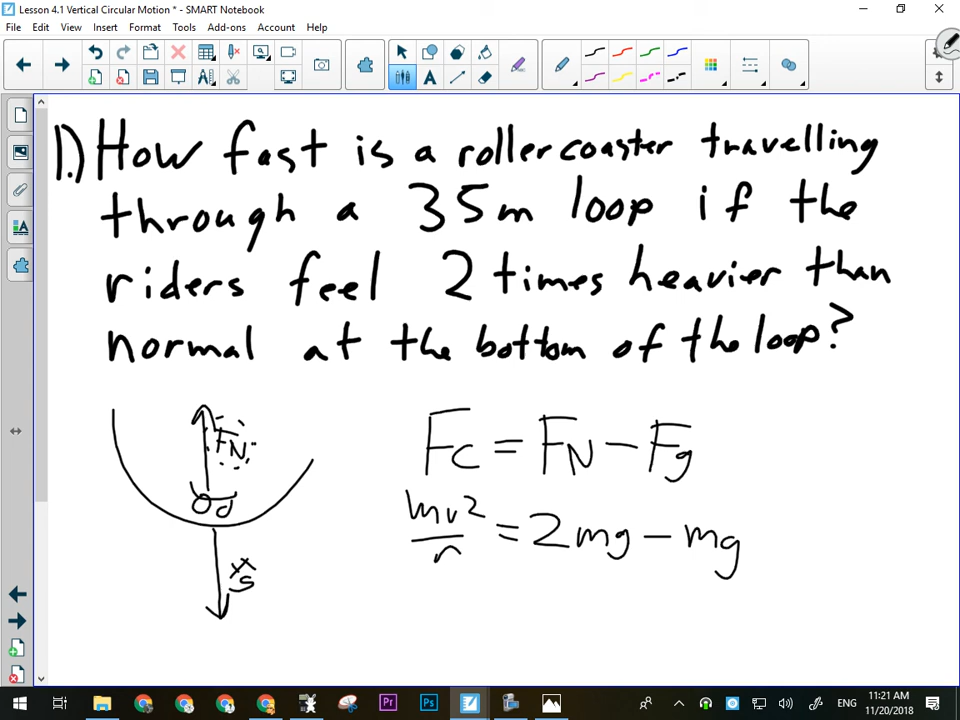 Lesson 4.1 Vertical Circular Motion * - SMART Notebook
File Edit View Insert Format Tools Add-ons Account Help
1.) How fast is a rollercoaster travelling
through a 35m loop if the
riders feel 2 times heavier than
normal at the bottom of the loop?
FN
Fc = FN - Fg
mv²/r = 2mg - mg
Pr Ps ENG
11:21 AM
11/20/2018